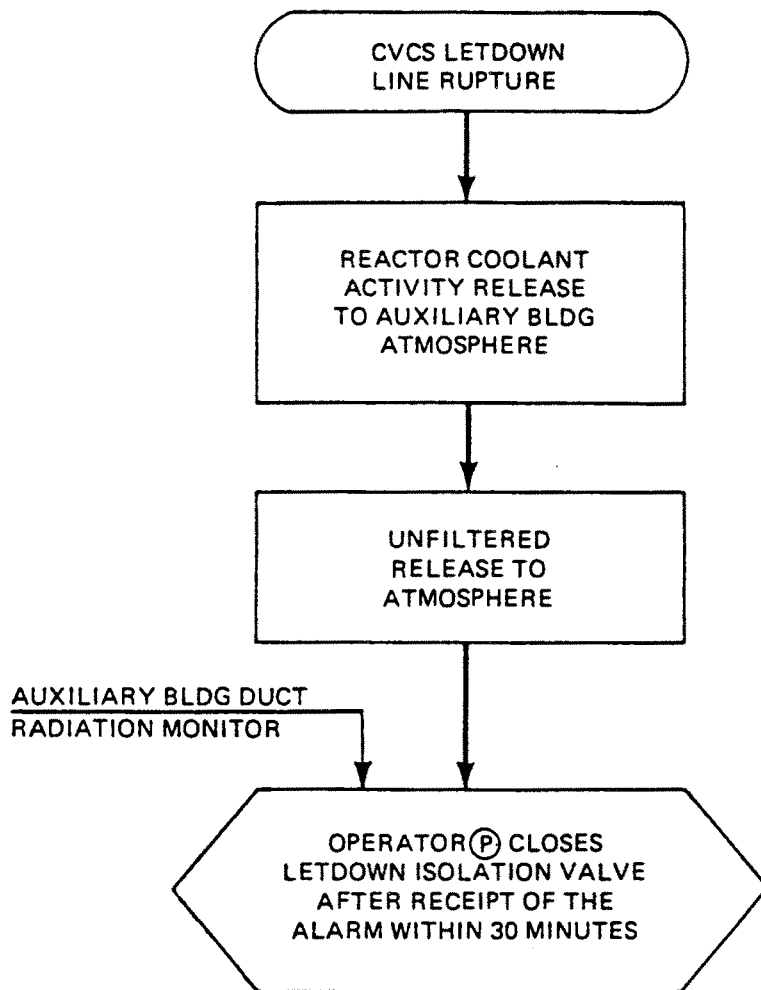 CVCS LETDOWN
LINE RUPTURE
REACTOR COOLANT
ACTIVITY RELEASE
TO AUXILIARY BLDG
ATMOSPHERE
UNFILTERED
RELEASE TO
ATMOSPHERE
AUXILIARY BLDG DUCT
RADIATION MONITOR
OPERATOR Ⓟ CLOSES
LETDOWN ISOLATION VALVE
AFTER RECEIPT OF THE
ALARM WITHIN 30 MINUTES